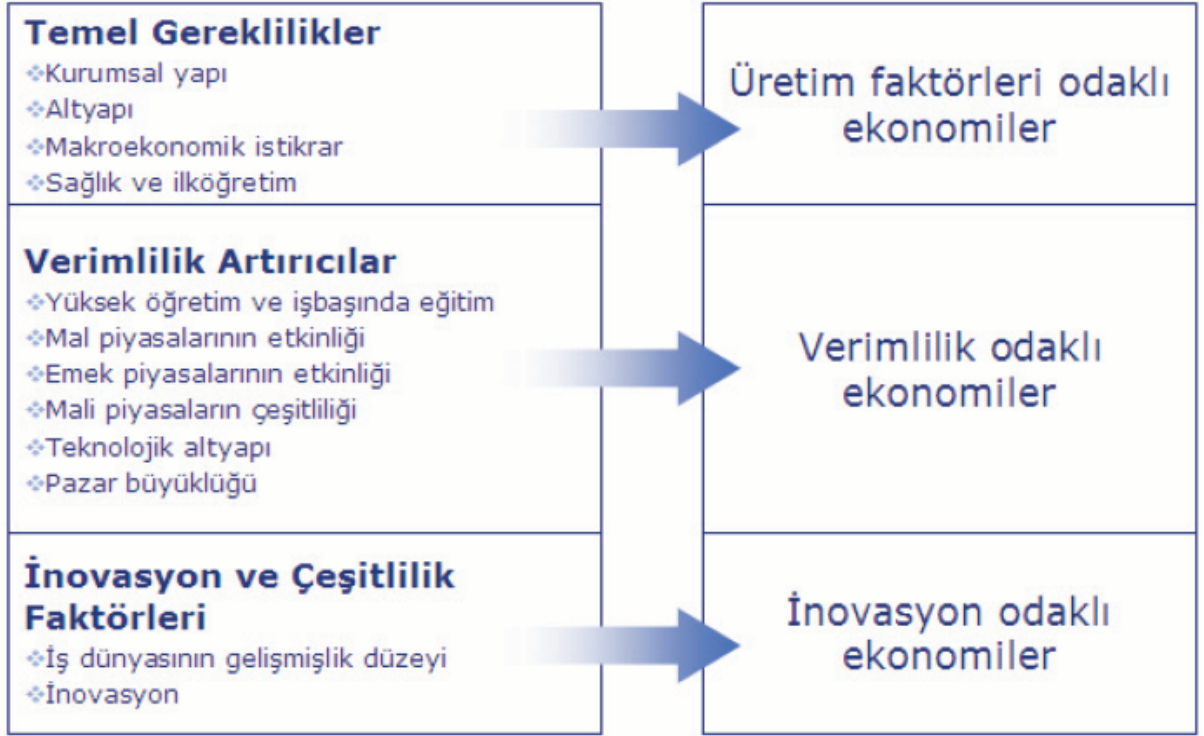 Temel Gereklilikler
❖Kurumsal yapı
❖Altyapı
❖Makroekonomik istikrar
❖Sağlık ve ilköğretim
Üretim faktörleri odaklı
ekonomiler
Verimlilik Artırıcılar
❖Yüksek öğretim ve işbaşında eğitim
❖Mal piyasalarının etkinliği
❖Emek piyasalarının etkinliği
❖Mali piyasaların çeşitliliği
❖Teknolojik altyapı
❖Pazar büyüklüğü
Verimlilik odaklı
ekonomiler
İnovasyon ve Çeşitlilik
Faktörleri
❖İş dünyasının gelişmişlik düzeyi
❖İnovasyon
İnovasyon odaklı
ekonomiler